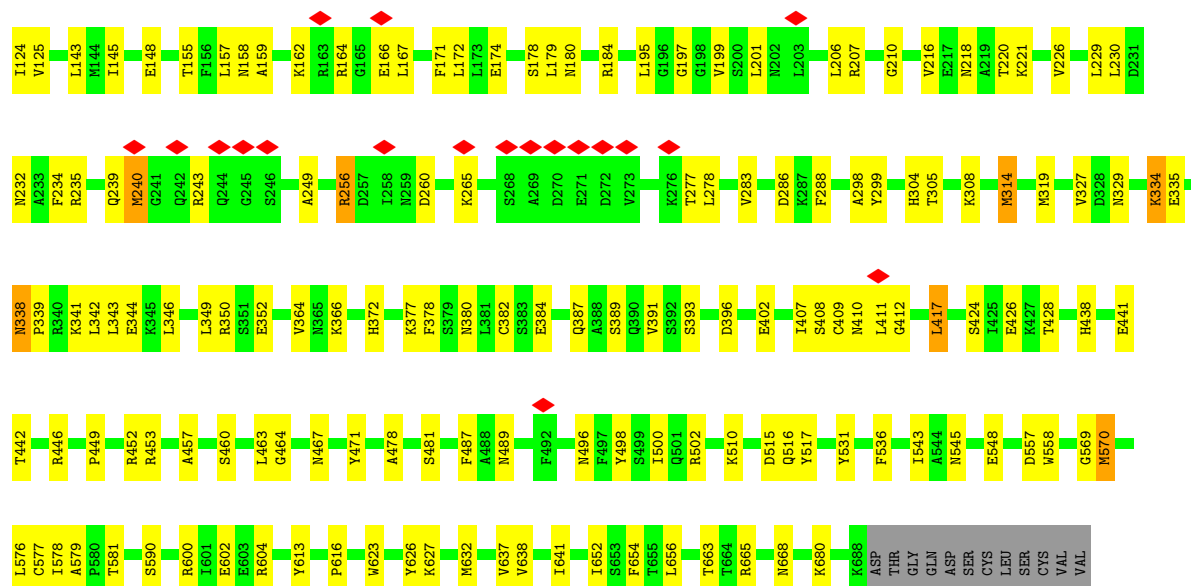 I124 V125 L143 M144 I145 E148 T155 F156 L157 N158 A159 K162 R163 R164 G165 E166 L167 F171 L172 L173 E174 S178 L179 N180 R184 L195 G196 G197 G198 V199 S200 L201 N202 L203 L206 R207 G210 V216 E217 N218 A219 T220 K221 V226 L229 L230 D231
N232 A233 F234 R235 Q239 M240 G241 Q242 R243 Q244 G245 S246 A249 R256 D257 I258 N259 D260 K265 S268 A269 D270 E271 D272 V273 K276 T277 L278 V283 D286 K287 F288 A298 Y299 H304 T305 K308 M314 M319 V327 D328 N329 K334 E335
N338 P339 R340 K341 L342 L343 E344 K345 L346 L349 R350 S351 E352 V364 N365 K366 H372 K377 F378 S379 N380 L381 C382 S383 E384 Q387 A388 S389 Q390 V391 S392 S393 D396 E402 I407 S408 C409 N410 L411 G412 L417 S424 I425 E426 K427 T428 H438 E441
T442 R446 P449 R452 R453 A457 S460 L463 G464 N467 Y471 A478 S481 F487 A488 N489 F492 N496 F497 Y498 S499 I500 Q501 R502 K510 D515 Q516 Y517 Y531 F536 I543 A544 N545 E548 D557 W558 G569 M570
L576 C577 I578 A579 P580 T581 S590 R600 I601 E602 E603 R604 Y613 P616 W623 Y626 K627 M632 V637 V638 I641 I652 S653 F654 T655 L656 T663 T664 R665 N668 K680 K688 ASP THR GLY GLN ASP SER CYS LEU SER CYS VAL VAL